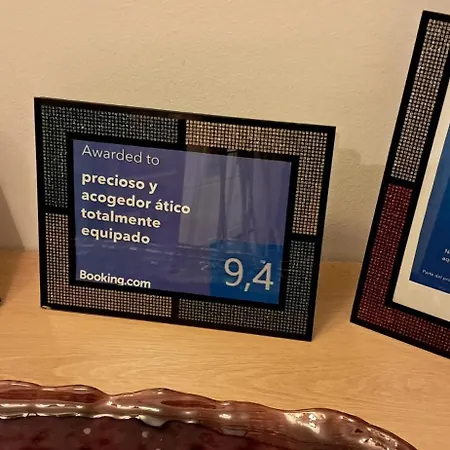 Awarded to
precioso y
acogedor ático
totalmente
equipado
Booking.com
9,4